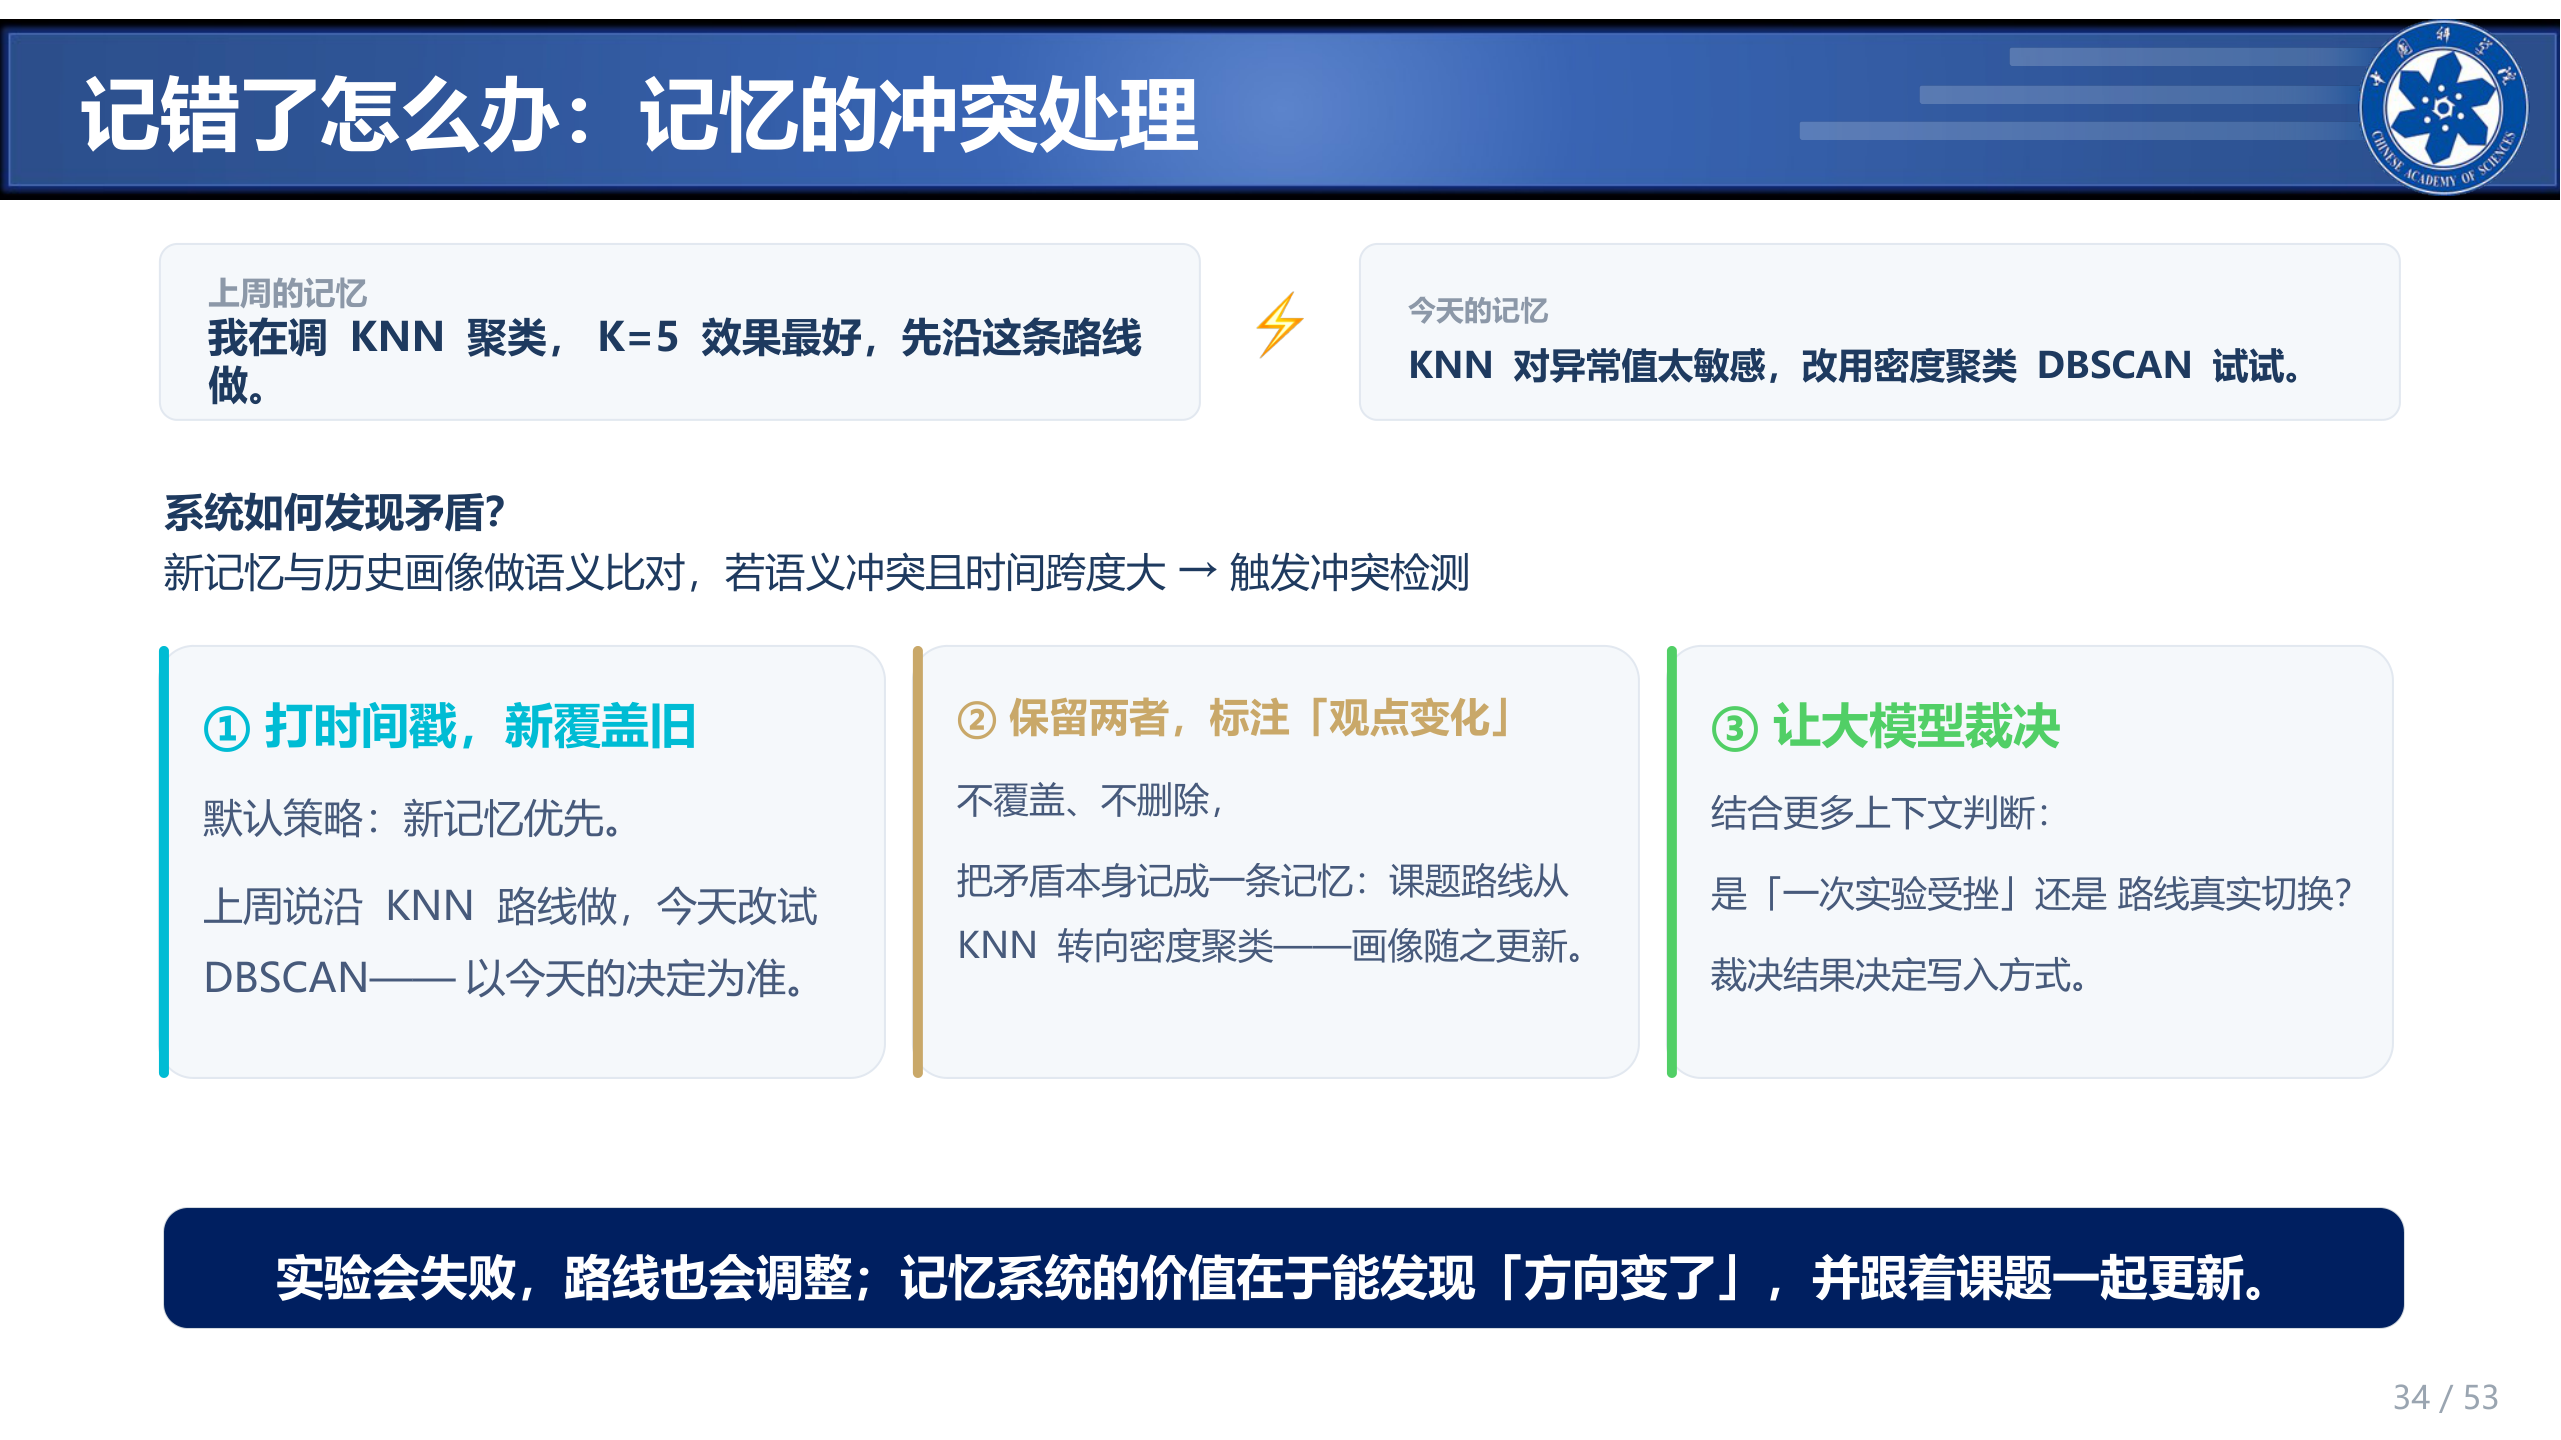 记错了怎么办：记忆的冲突处理
中国科学院
CHINESE ACADEMY OF SCIENCES
上周的记忆
我在调 KNN 聚类， K=5 效果最好，先沿这条路线
做。
今天的记忆
KNN 对异常值太敏感，改用密度聚类 DBSCAN 试试。
系统如何发现矛盾？
新记忆与历史画像做语义比对，若语义冲突且时间跨度大 → 触发冲突检测
① 打时间戳，新覆盖旧
默认策略：新记忆优先。
上周说沿 KNN 路线做，今天改试
DBSCAN—— 以今天的决定为准。
② 保留两者，标注「观点变化」
不覆盖、不删除，
把矛盾本身记成一条记忆：课题路线从
KNN 转向密度聚类——画像随之更新。
③ 让大模型裁决
结合更多上下文判断：
是「一次实验受挫」还是 路线真实切换？
裁决结果决定写入方式。
实验会失败，路线也会调整；记忆系统的价值在于能发现「方向变了」，并跟着课题一起更新。
34 / 53